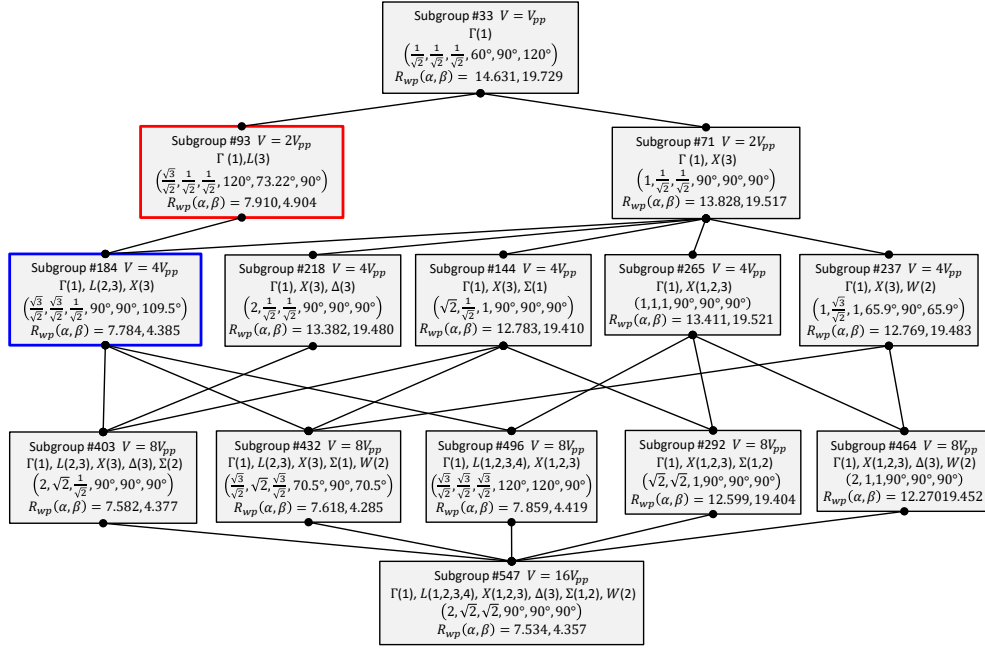 Subgroup #33 V = Vₚₚ
Γ(1)
(1/√2, 1/√2, 1/√2, 60°, 90°, 120°)
R_wp(α, β) = 14.631, 19.729
Subgroup #93 V = 2Vₚₚ
Γ (1),L(3)
(√3/√2, 1/√2, 1/√2, 120°, 73.22°, 90°)
R_wp(α, β) = 7.910, 4.904
Subgroup #71 V = 2Vₚₚ
Γ (1), X(3)
(1, 1/√2, 1/√2, 90°, 90°, 90°)
R_wp(α, β) = 13.828, 19.517
Subgroup #184 V = 4Vₚₚ
Γ(1), L(2,3), X(3)
(√3/√2, √3/√2, 1/√2, 90°, 90°, 109.5°)
R_wp(α, β) = 7.784, 4.385
Subgroup #218 V = 4Vₚₚ
Γ(1), X(3), Δ(3)
(2, 1/√2, 1/√2, 90°, 90°, 90°)
R_wp(α, β) = 13.382, 19.480
Subgroup #144 V = 4Vₚₚ
Γ(1), X(3), Σ(1)
(√2, 1/√2, 1, 90°, 90°, 90°)
R_wp(α, β) = 12.783, 19.410
Subgroup #265 V = 4Vₚₚ
Γ(1), X(1,2,3)
(1, 1, 1, 90°, 90°, 90°)
R_wp(α, β) = 13.411, 19.521
Subgroup #237 V = 4Vₚₚ
Γ(1), X(3), W(2)
(1, √3/√2, 1, 65.9°, 90°, 65.9°)
R_wp(α, β) = 12.769, 19.483
Subgroup #403 V = 8Vₚₚ
Γ(1), L(2,3), X(3), Δ(3), Σ(2)
(2, √2, 1/√2, 90°, 90°, 90°)
R_wp(α, β) = 7.582, 4.377
Subgroup #432 V = 8Vₚₚ
Γ(1), L(2,3), X(3), Σ(1), W(2)
(√3/√2, √2, √3/√2, 70.5°, 90°, 70.5°)
R_wp(α, β) = 7.618, 4.285
Subgroup #496 V = 8Vₚₚ
Γ(1), L(1,2,3,4), X(1,2,3)
(√3/√2, √3/√2, √3/√2, 120°, 120°, 90°)
R_wp(α, β) = 7.859, 4.419
Subgroup #292 V = 8Vₚₚ
Γ(1), X(1,2,3), Σ(1,2)
(√2, √2, 1,90°, 90°, 90°)
R_wp(α, β) = 12.599, 19.404
Subgroup #464 V = 8Vₚₚ
Γ(1), X(1,2,3), Δ(3), W(2)
(2, 1,1,90°, 90°, 90°)
R_wp(α, β) = 12.27019.452
Subgroup #547 V = 16Vₚₚ
Γ(1), L(1,2,3,4), X(1,2,3), Δ(3), Σ(1,2), W(2)
(2, √2, √2, 90°, 90°, 90°)
R_wp(α, β) = 7.534, 4.357